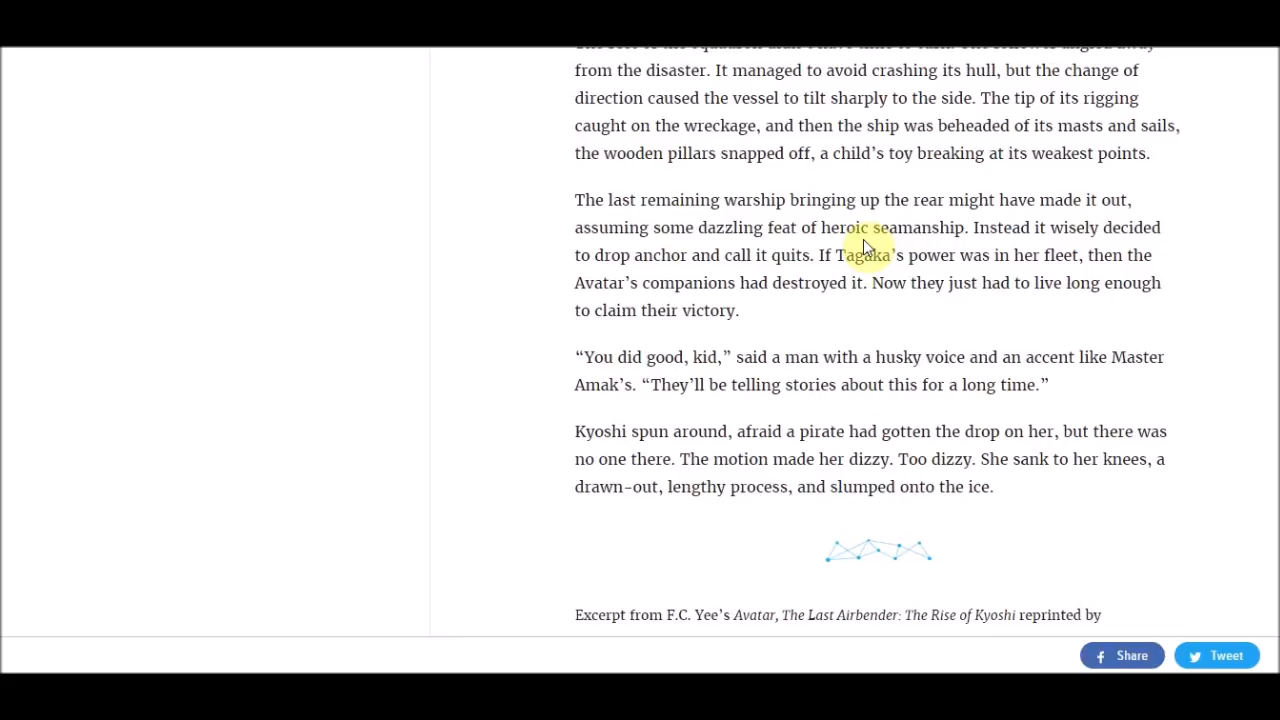 from the disaster. It managed to avoid crashing its hull, but the change of
direction caused the vessel to tilt sharply to the side. The tip of its rigging
caught on the wreckage, and then the ship was beheaded of its masts and sails,
the wooden pillars snapped off, a child’s toy breaking at its weakest points.
The last remaining warship bringing up the rear might have made it out,
assuming some dazzling feat of heroic seamanship. Instead it wisely decided
to drop anchor and call it quits. If Tagaka’s power was in her fleet, then the
Avatar’s companions had destroyed it. Now they just had to live long enough
to claim their victory.
“You did good, kid,” said a man with a husky voice and an accent like Master
Amak’s. “They’ll be telling stories about this for a long time.”
Kyoshi spun around, afraid a pirate had gotten the drop on her, but there was
no one there. The motion made her dizzy. Too dizzy. She sank to her knees, a
drawn-out, lengthy process, and slumped onto the ice.
Excerpt from F.C. Yee’s Avatar, The Last Airbender: The Rise of Kyoshi reprinted by
Share
Tweet